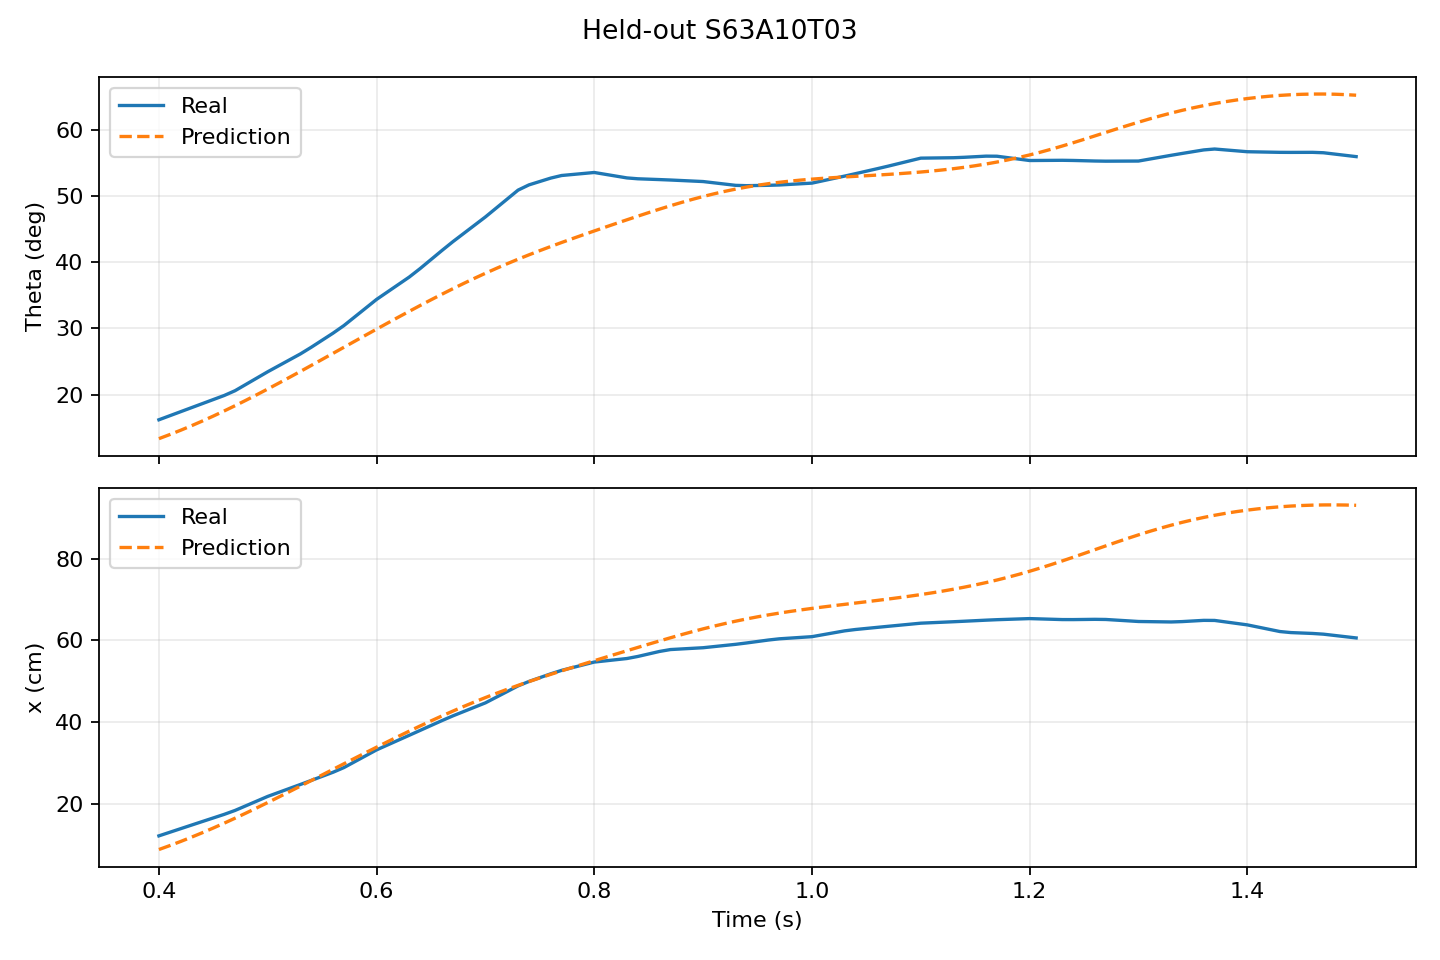 Held-out S63A10T03
Real
Prediction
60
50
40
30
20
Theta (deg)
Real
Prediction
80
60
40
20
x (cm)
0.4 0.6 0.8 1.0 1.2 1.4
Time (s)